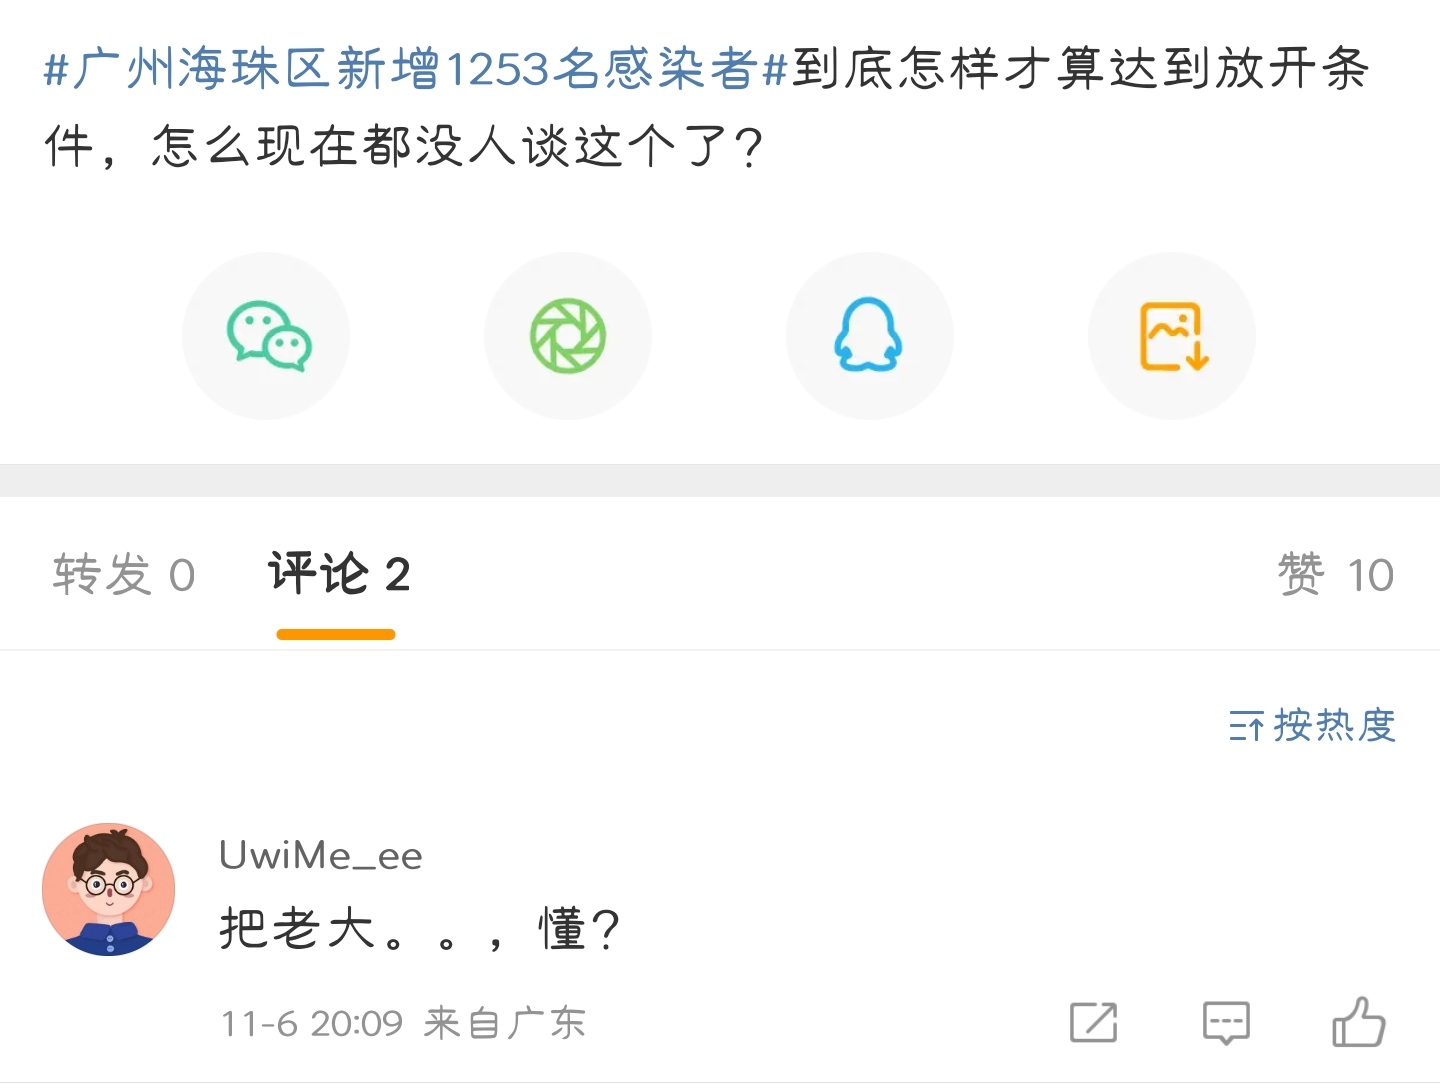 #广州海珠区新增1253名感染者#到底怎样才算达到放开条
件，怎么现在都没人谈这个了？
转发 0
评论 2
赞 10
按热度
UwiMe_ee
把老大。。，懂？
11-6 20:09 来自广东